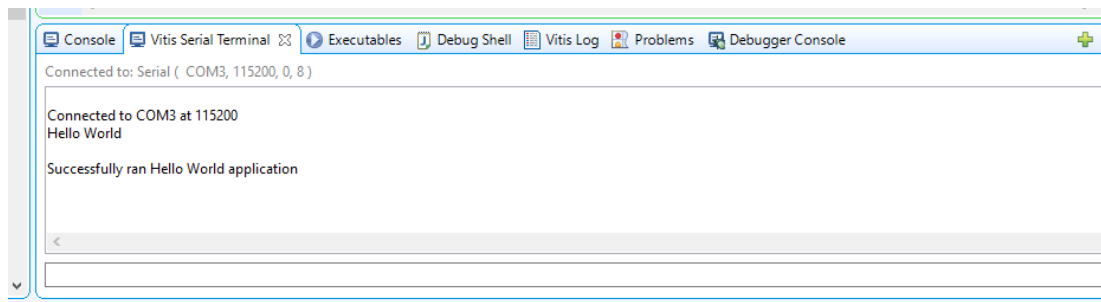 Console Vitis Serial Terminal Executables Debug Shell Vitis Log Problems Debugger Console
Connected to: Serial ( COM3, 115200, 0, 8 )
Connected to COM3 at 115200
Hello World
Successfully ran Hello World application